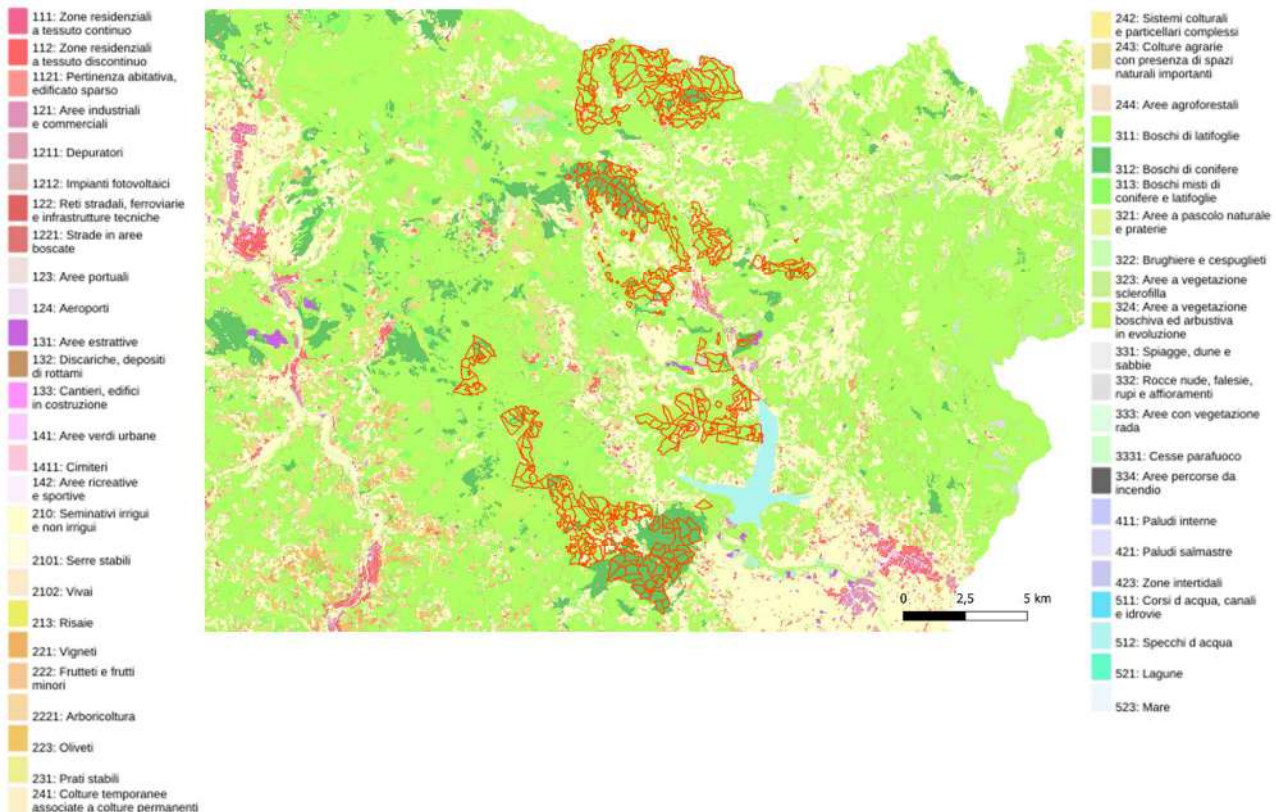 111: Zone residenziali
a tessuto continuo
112: Zone residenziali
a tessuto discontinuo
1121: Pertinenza abitativa,
edificato sparso
121: Aree industriali
e commerciali
1211: Depuratori
1212: Impianti fotovoltaici
122: Reti stradali, ferroviarie
e infrastrutture tecniche
1221: Strade in aree
boscate
123: Aree portuali
124: Aeroporti
131: Aree estrattive
132: Discariche, depositi
di rottami
133: Cantieri, edifici
in costruzione
141: Aree verdi urbane
1411: Cimiteri
142: Aree ricreative
e sportive
210: Seminativi irrigui
e non irrigui
2101: Serre stabili
2102: Vivai
213: Risaie
221: Vigneti
222: Frutteti e frutti
minori
2221: Arboricoltura
223: Oliveti
231: Prati stabili
241: Colture temporanee
associate a colture permanenti
0 2,5 5 km
242: Sistemi colturali
e particellari complessi
243: Colture agrarie
con presenza di spazi
naturali importanti
244: Aree agroforestali
311: Boschi di latifoglie
312: Boschi di conifere
313: Boschi misti di
conifere e latifoglie
321: Aree a pascolo naturale
e praterie
322: Brughiere e cespuglieti
323: Aree a vegetazione
sclerofilla
324: Aree a vegetazione
boschiva ed arbustiva
in evoluzione
331: Spiagge, dune e
sabbie
332: Rocce nude, falesie,
rupi e affioramenti
333: Aree con vegetazione
rada
3331: Cesse parafuoco
334: Aree percorse da
incendio
411: Paludi interne
421: Paludi salmastre
423: Zone intertidali
511: Corsi d acqua, canali
e idrovie
512: Specchi d acqua
521: Lagune
523: Mare